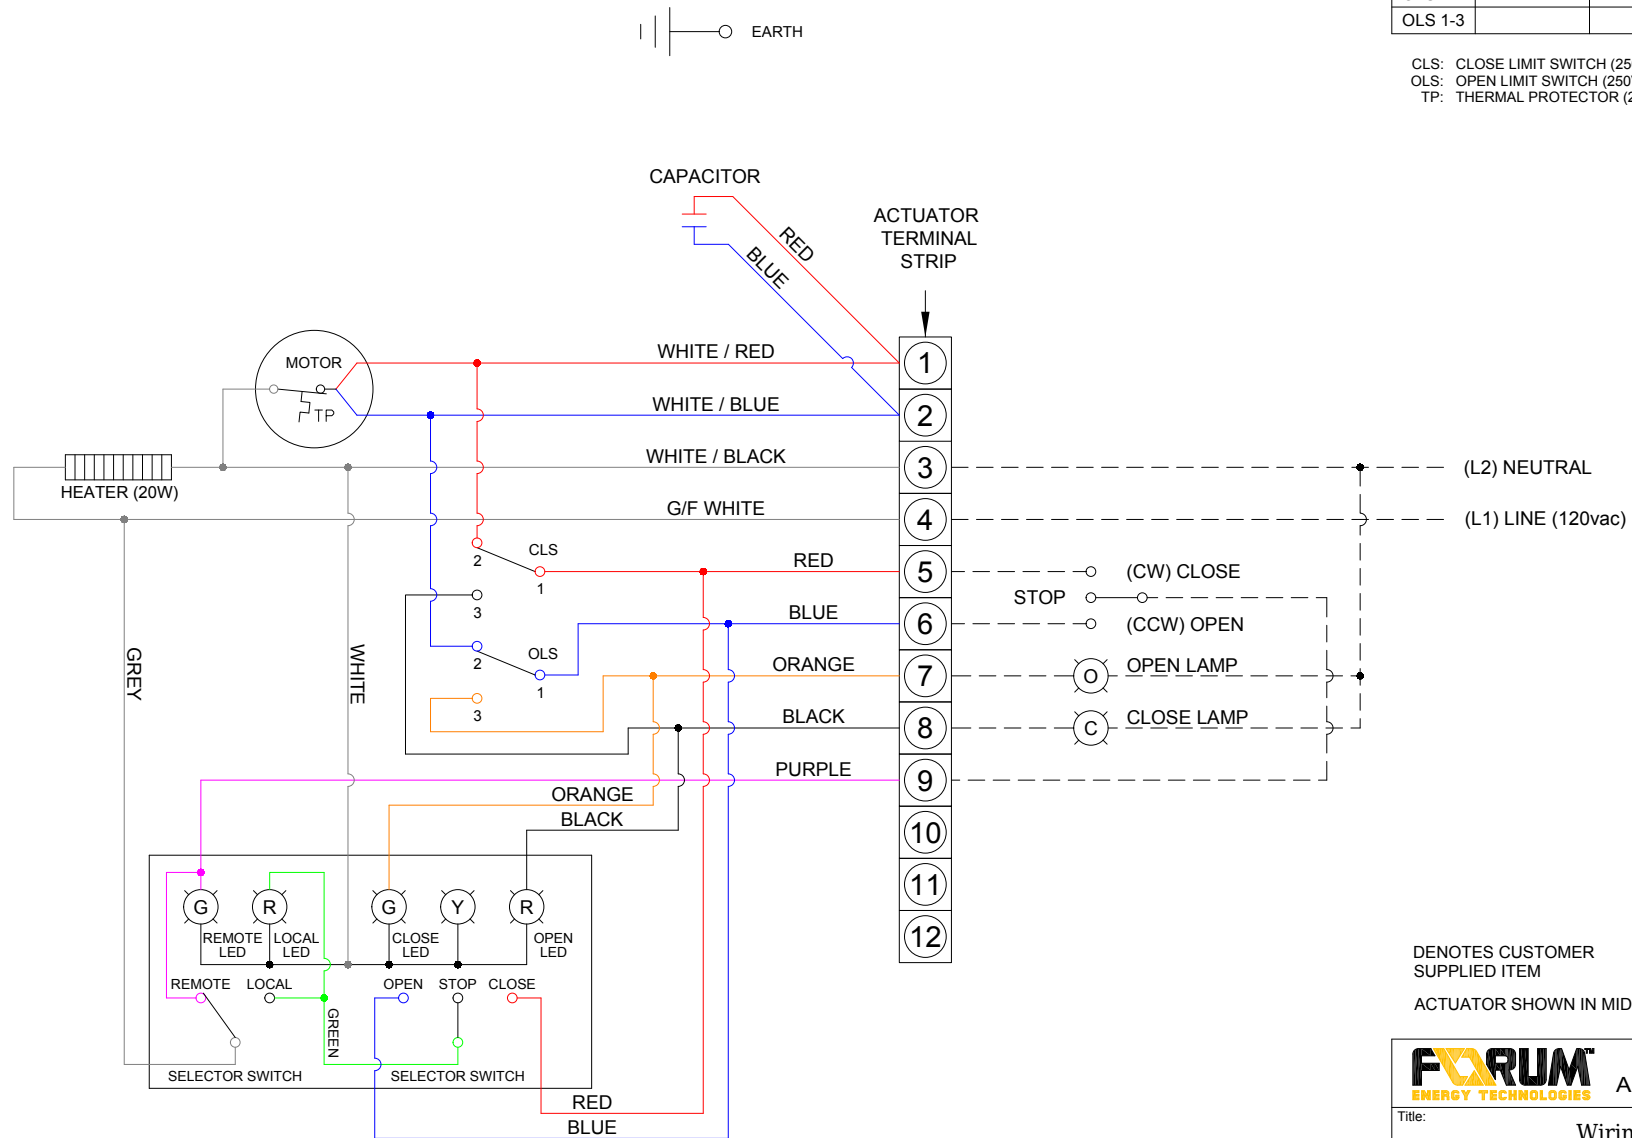 EARTH
OLS 1-3
CLS: CLOSE LIMIT SWITCH (25
OLS: OPEN LIMIT SWITCH (250
TP: THERMAL PROTECTOR (2
CAPACITOR
RED
BLUE
ACTUATOR
TERMINAL
STRIP
MOTOR
TP
WHITE / RED
1
WHITE / BLUE
2
HEATER (20W)
WHITE / BLACK
3
(L2) NEUTRAL
G/F WHITE
4
(L1) LINE (120vac)
2
CLS
1
3
RED
5
(CW) CLOSE
STOP
BLUE
6
(CCW) OPEN
2
OLS
1
3
ORANGE
7
O
OPEN LAMP
BLACK
8
C
CLOSE LAMP
PURPLE
9
10
11
12
GREY
WHITE
ORANGE
BLACK
G
R
G
Y
R
REMOTE
LED
LOCAL
LED
CLOSE
LED
OPEN
LED
REMOTE
LOCAL
OPEN
STOP
CLOSE
GREEN
SELECTOR SWITCH
SELECTOR SWITCH
RED
BLUE
DENOTES CUSTOMER
SUPPLIED ITEM
ACTUATOR SHOWN IN MID
FORUM™
ENERGY TECHNOLOGIES
A
Title:
Wirin